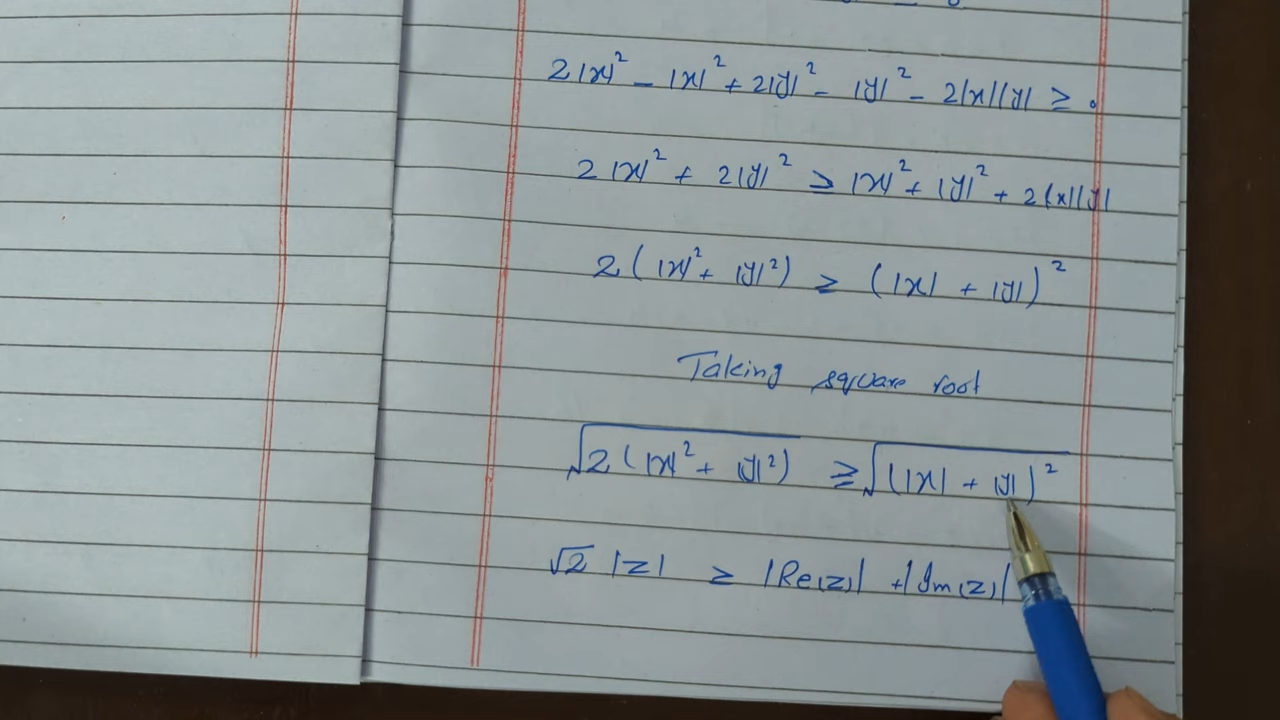 2|x|² - |x|² + 2|y|² - |y|² - 2|x||y| ≥ 0
2|x|² + 2|y|² ≥ |x|² + |y|² + 2|x||y|
2(|x|² + |y|²) ≥ (|x| + |y|)²
Taking square root
√2(|x|² + |y|²) ≥ √(|x| + |y|)²
√2 |z| ≥ |Re(z)| + |Im(z)|